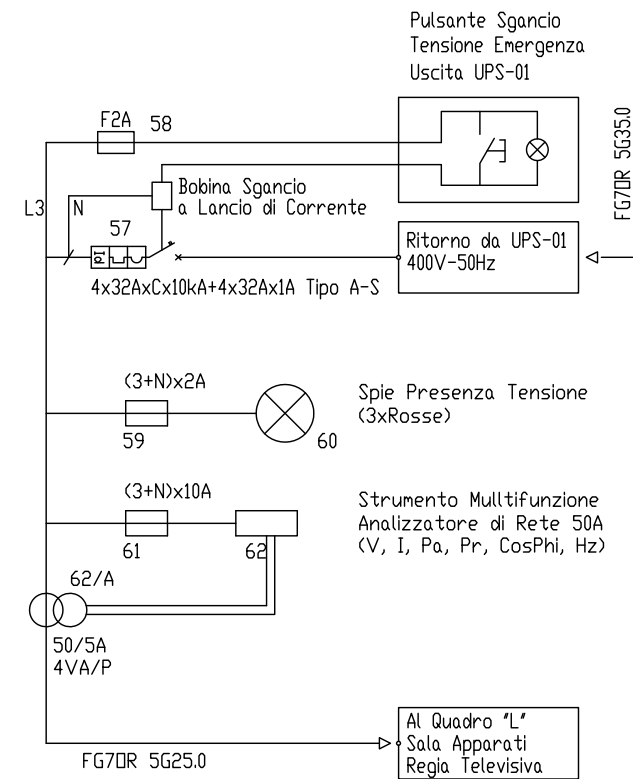 Pulsante Sgancio
Tensione Emergenza
Uscita UPS-01
F2A
58
FG7OR 5G35.0
Bobina Sgancio
a Lancio di Corrente
L3
N
57
Id
Ritorno da UPS-01
400V-50Hz
4x32AxCx10kA+4x32Ax1A Tipo A-S
(3+N)x2A
59
60
Spie Presenza Tensione
(3xRosse)
(3+N)x10A
61
62
Strumento Mulltifunzione
Analizzatore di Rete 50A
(V, I, Pa, Pr, CosPhi, Hz)
62/A
50/5A
4VA/P
FG7OR 5G25.0
Al Quadro "L"
Sala Apparati
Regia Televisiva